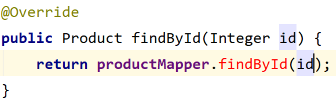 @Override
public Product findById(Integer id) {
    return productMapper.findById(id);
}